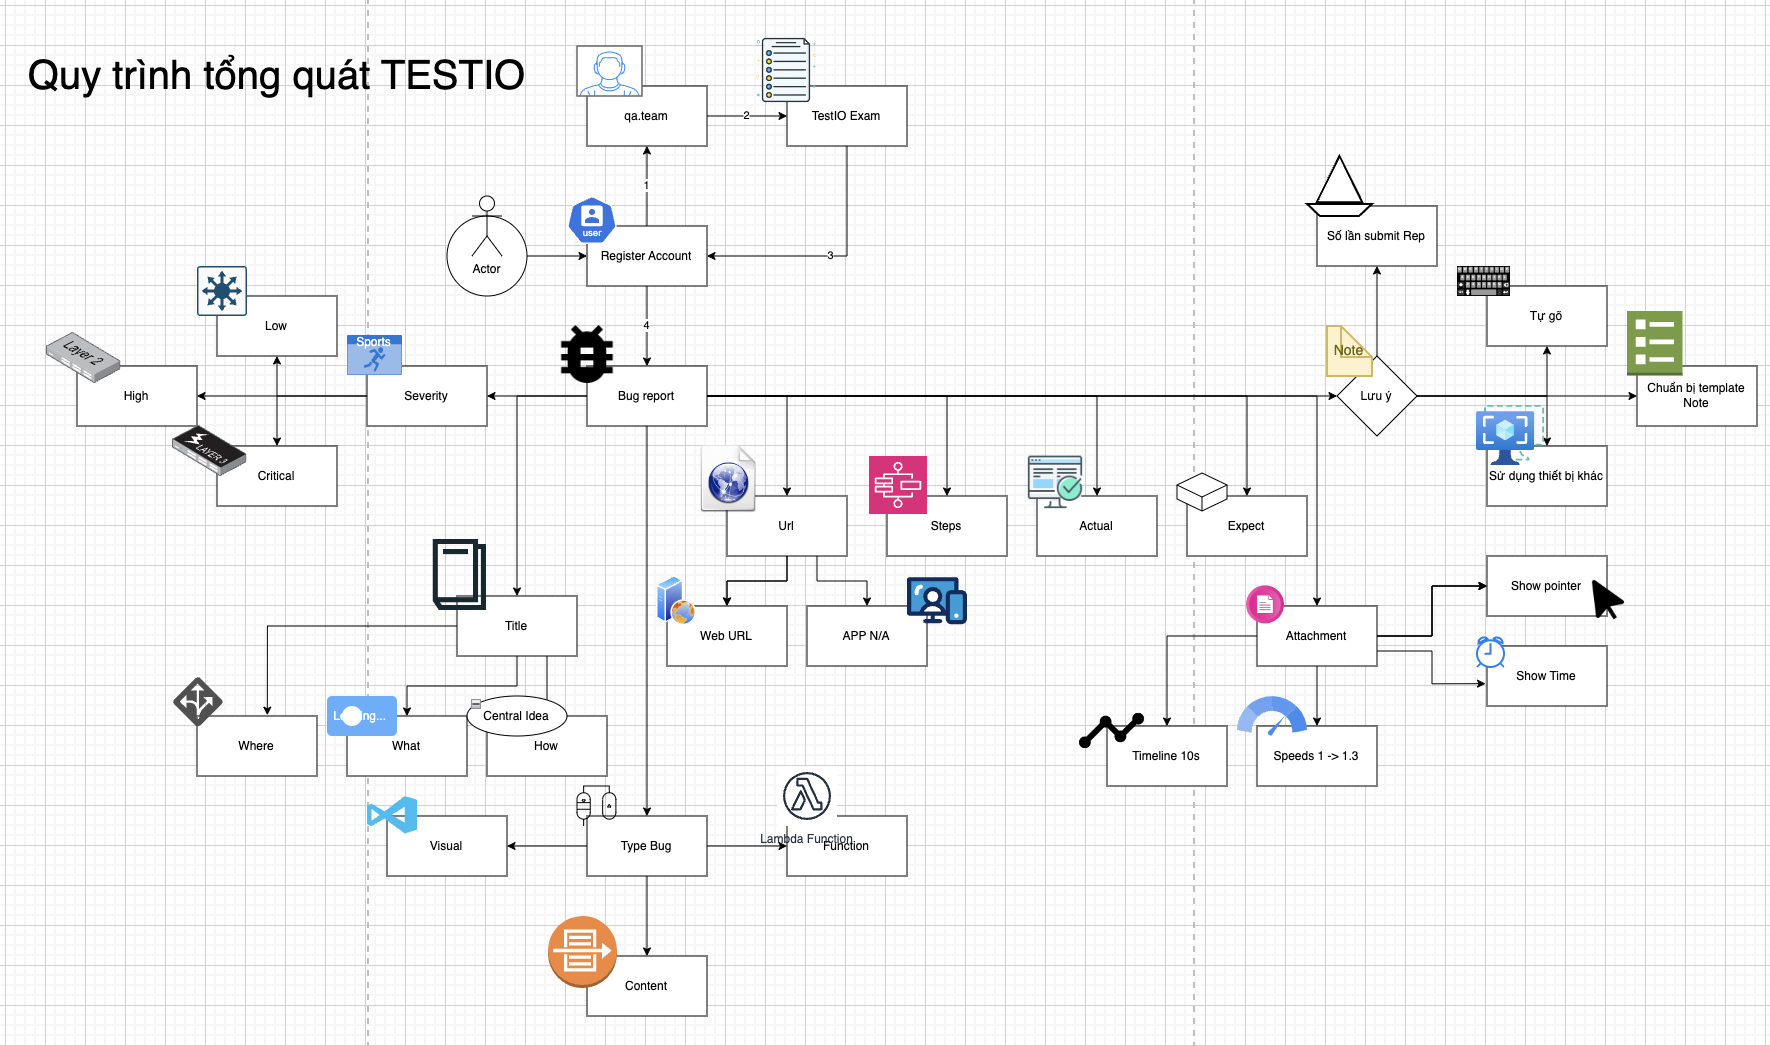 Quy trình tổng quát TESTIO
qa.team
2
TestIO Exam
1
Actor
user
Register Account
3
Số lần submit Rep
4
Low
Layer 2
High
Sports
Severity
Bug report
Note
Lưu ý
Tự gõ
Chuẩn bị template
Note
LAYER 3
Critical
Url
Steps
Actual
Expect
Sử dụng thiết bị khác
Title
Web URL
APP N/A
Attachment
Show pointer
Show Time
Where
What
Central Idea
How
Timeline 10s
Speeds 1 -> 1.3
Visual
Type Bug
Lambda Function
Function
Content